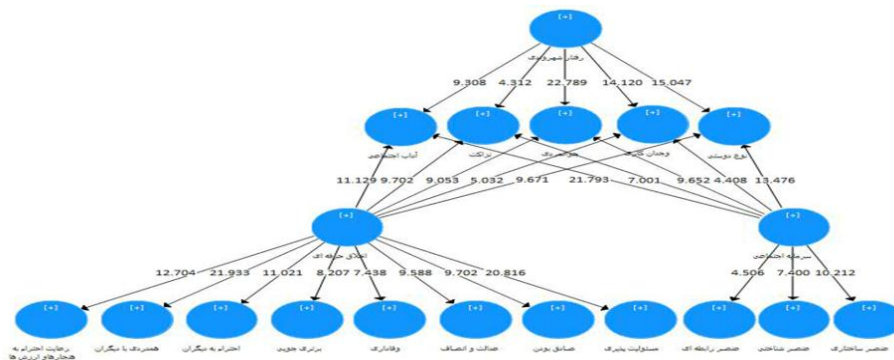 [+]
رفتار شهروندی
9.308 4.312 22.789 14.120 15.047
[+] [+] [+] [+] [+]
آداب اجتماعی نزاکت جوانمردی وجدان کاری نوع دوستی
11.129 9.702 9.053 5.032 9.671 21.793 7.001 9.652 4.408 13.476
[+] [+]
اخلاق حرفه ای سرمایه اجتماعی
12.704 21.933 11.021 8.207 7.438 9.588 9.702 20.816 4.506 7.400 10.212
[+] [+] [+] [+] [+] [+] [+] [+] [+] [+] [+]
رعایت احترام به همدردی با دیگران احترام به دیگران برتری جویی وفاداری عدالت و انصاف صادق بودن مسئولیت پذیری عنصر رابطه ای عنصر شناختی عنصر ساختاری
هنجارهاو ارزش ها